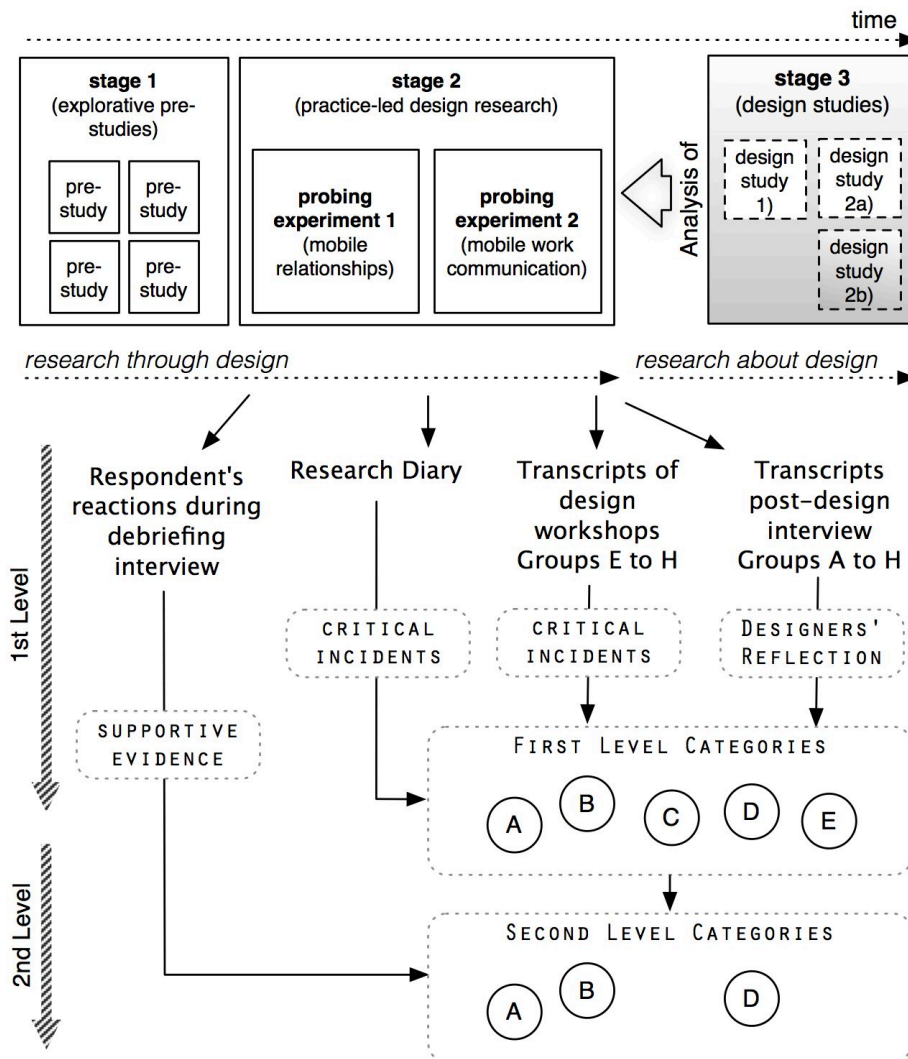 time
stage 1
(explorative pre-
studies)
pre-
study
pre-
study
pre-
study
pre-
study
stage 2
(practice-led design research)
probing
experiment 1
(mobile
relationships)
probing
experiment 2
(mobile work
communication)
Analysis of
stage 3
(design studies)
design
study
1)
design
study
2a)
design
study
2b)
research through design
research about design
1st Level
Respondent's
reactions during
debriefing
interview
Research Diary
Transcripts of
design
workshops
Groups E to H
Transcripts
post-design
interview
Groups A to H
CRITICAL
INCIDENTS
CRITICAL
INCIDENTS
DESIGNERS'
REFLECTION
SUPPORTIVE
EVIDENCE
FIRST LEVEL CATEGORIES
A
B
C
D
E
2nd Level
SECOND LEVEL CATEGORIES
A
B
D